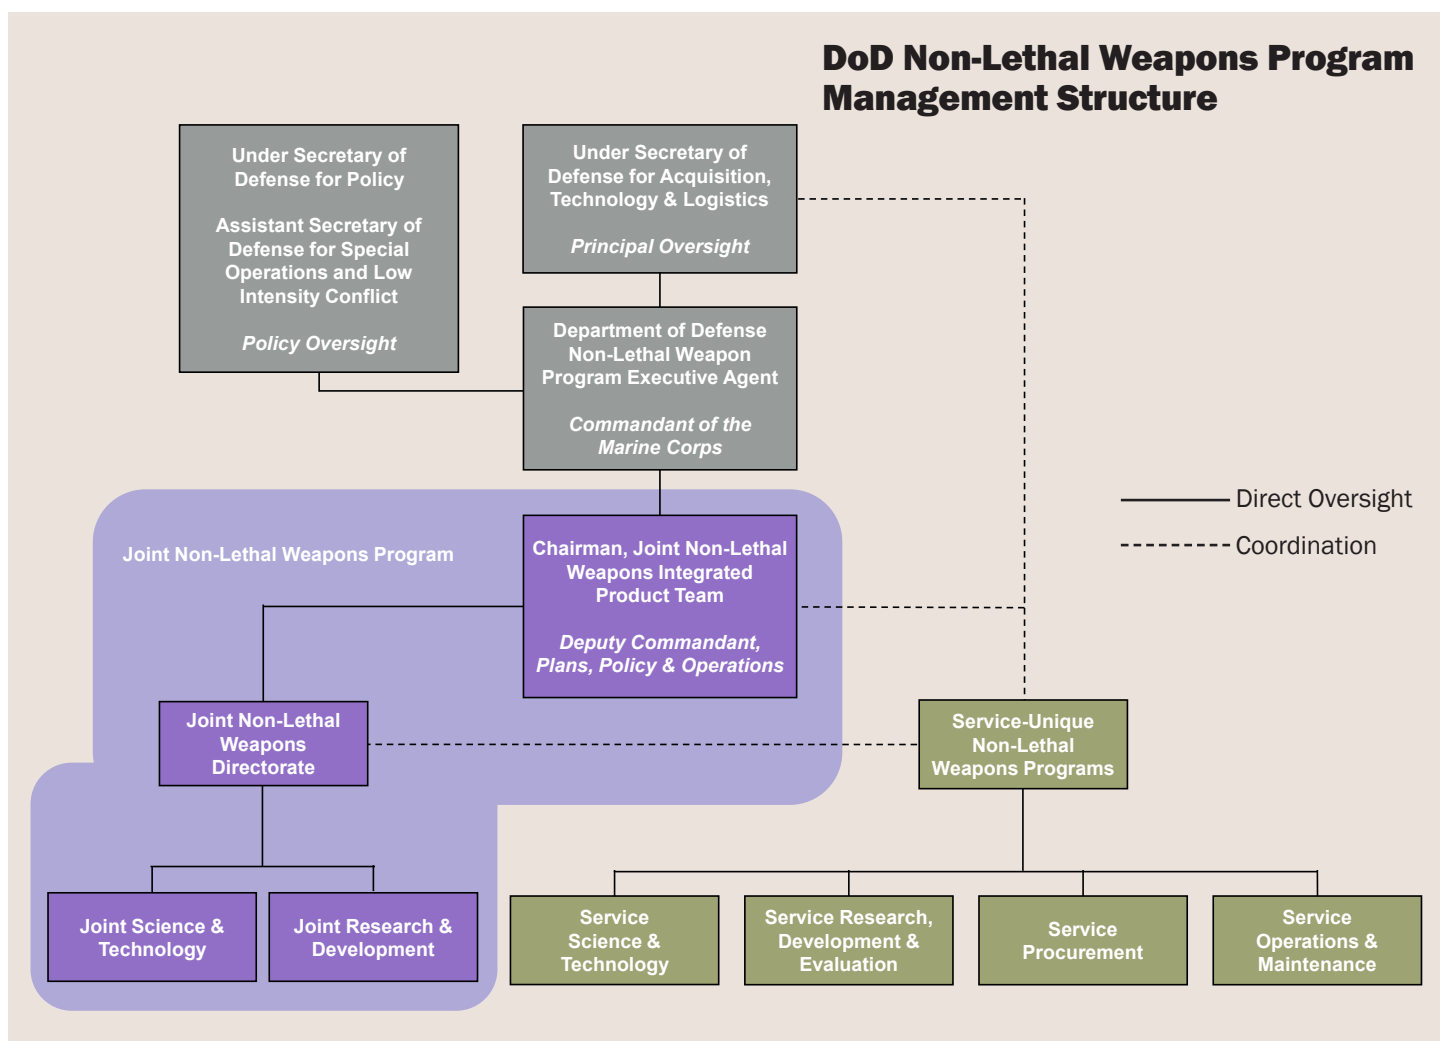 DoD Non-Lethal Weapons Program
Management Structure
Under Secretary of
Defense for Policy
Assistant Secretary of
Defense for Special
Operations and Low
Intensity Conflict
Policy Oversight
Under Secretary of
Defense for Acquisition,
Technology & Logistics
Principal Oversight
Department of Defense
Non-Lethal Weapon
Program Executive Agent
Commandant of the
Marine Corps
Direct Oversight
Coordination
Joint Non-Lethal Weapons Program
Chairman, Joint Non-Lethal
Weapons Integrated
Product Team
Deputy Commandant,
Plans, Policy & Operations
Joint Non-Lethal
Weapons
Directorate
Service-Unique
Non-Lethal
Weapons Programs
Joint Science &
Technology
Joint Research &
Development
Service
Science &
Technology
Service Research,
Development &
Evaluation
Service
Procurement
Service
Operations &
Maintenance